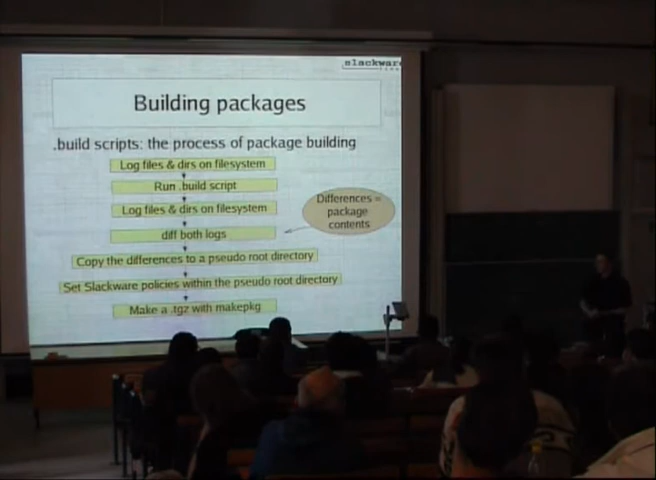 slackware
Building packages
.build scripts: the process of package building
Log files & dirs on filesystem
Run .build script
Log files & dirs on filesystem
diff both logs
Differences =
package
contents
Copy the differences to a pseudo root directory
Set Slackware policies within the pseudo root directory
Make a .tgz with makepkg